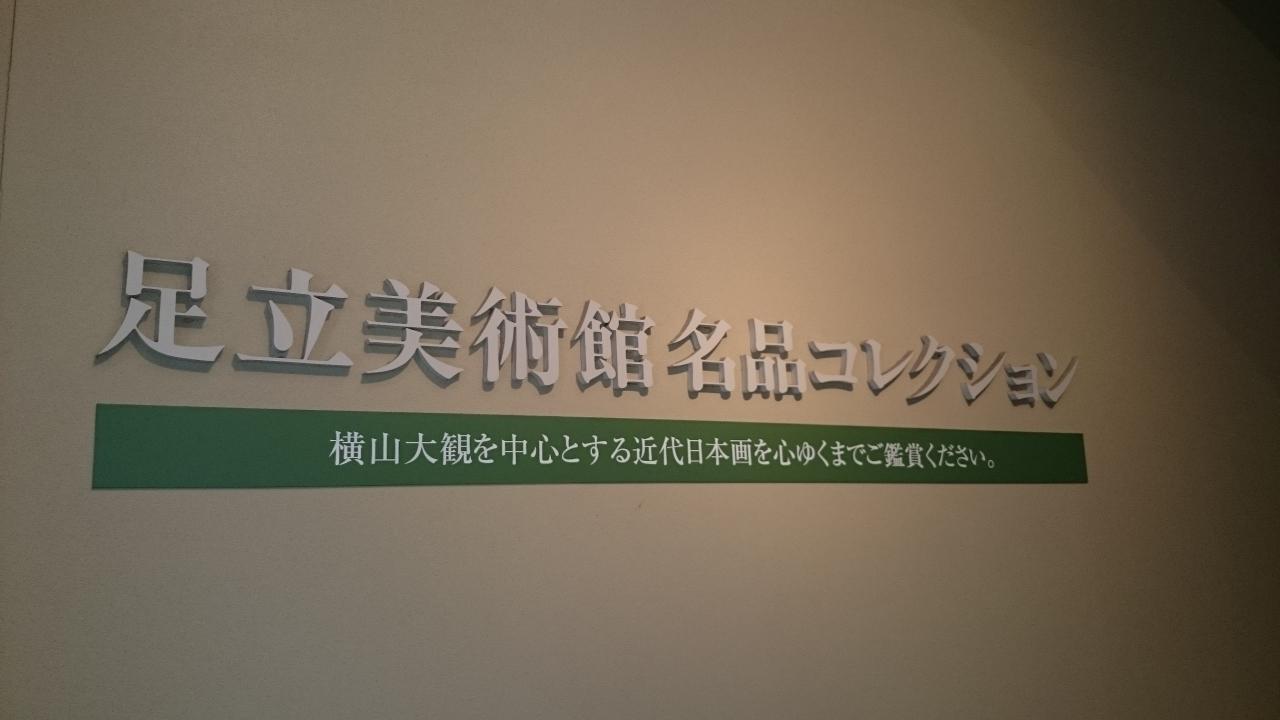 足立美術館 名品コレクション
横山大観を中心とする近代日本画を心ゆくまでご鑑賞ください。